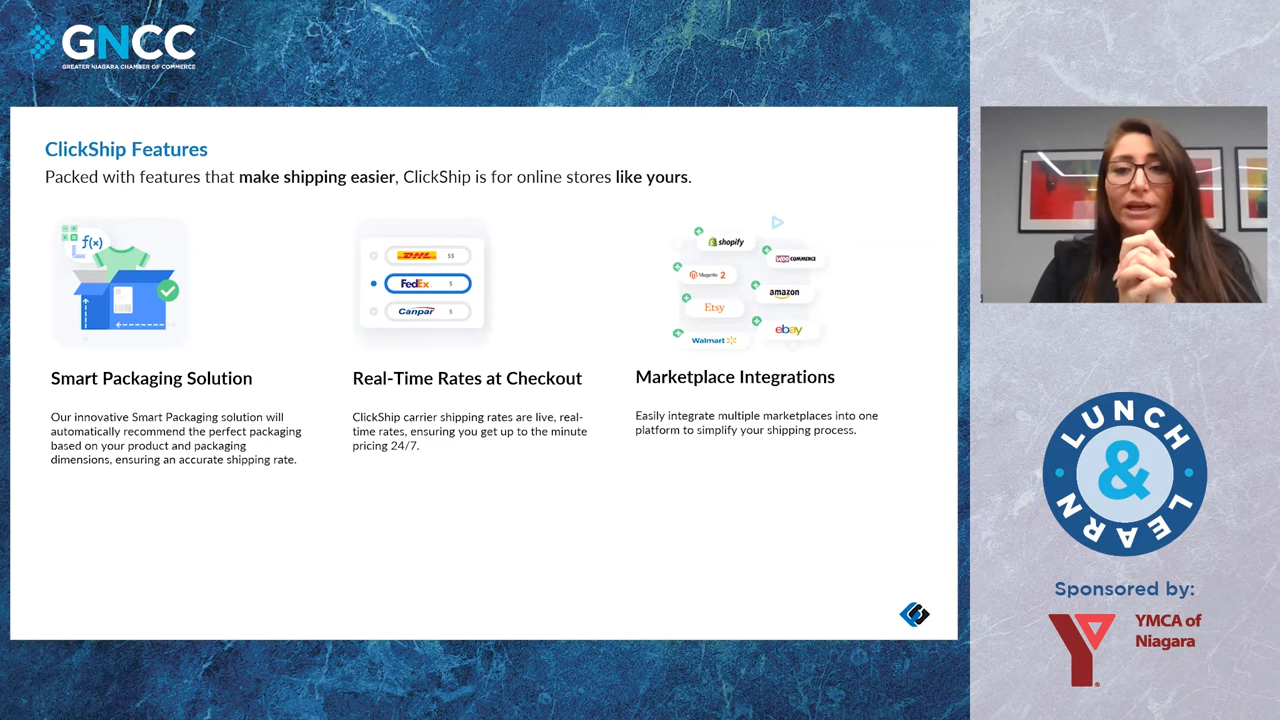 GNCC
GREATER NIAGARA CHAMBER OF COMMERCE
ClickShip Features
Packed with features that make shipping easier, ClickShip is for online stores like yours.
f(x)
Smart Packaging Solution
Our innovative Smart Packaging solution will
automatically recommend the perfect packaging
based on your product and packaging
dimensions, ensuring an accurate shipping rate.
DHL $$
FedEx $
Canpar $
Real-Time Rates at Checkout
ClickShip carrier shipping rates are live, real-
time rates, ensuring you get up to the minute
pricing 24/7.
shopify
WOO COMMERCE
Magento 2
amazon
Etsy
ebay
Walmart
Marketplace Integrations
Easily integrate multiple marketplaces into one
platform to simplify your shipping process.
LUNCH
&
LEARN
Sponsored by:
YMCA of
Niagara